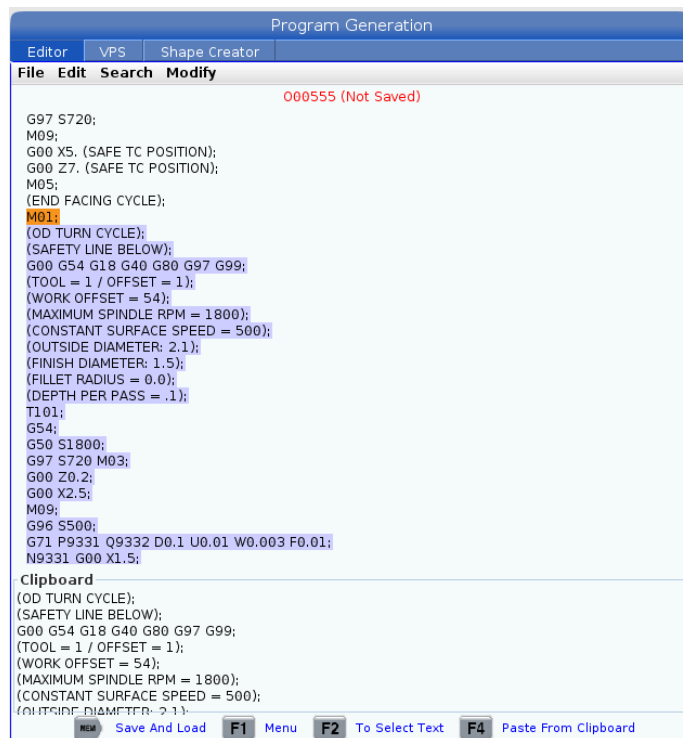 Program Generation
Editor VPS Shape Creator
File Edit Search Modify
O00555 (Not Saved)
G97 S720;
M09;
G00 X5. (SAFE TC POSITION);
G00 Z7. (SAFE TC POSITION);
M05;
(END FACING CYCLE);
M01;
(OD TURN CYCLE);
(SAFETY LINE BELOW);
G00 G54 G18 G40 G80 G97 G99;
(TOOL = 1 / OFFSET = 1);
(WORK OFFSET = 54);
(MAXIMUM SPINDLE RPM = 1800);
(CONSTANT SURFACE SPEED = 500);
(OUTSIDE DIAMETER: 2.1);
(FINISH DIAMETER: 1.5);
(FILLET RADIUS = 0.0);
(DEPTH PER PASS = .1);
T101;
G54;
G50 S1800;
G97 S720 M03;
G00 Z0.2;
G00 X2.5;
M09;
G96 S500;
G71 P9331 Q9332 D0.1 U0.01 W0.003 F0.01;
N9331 G00 X1.5;
Clipboard
(OD TURN CYCLE);
(SAFETY LINE BELOW);
G00 G54 G18 G40 G80 G97 G99;
(TOOL = 1 / OFFSET = 1);
(WORK OFFSET = 54);
(MAXIMUM SPINDLE RPM = 1800);
(CONSTANT SURFACE SPEED = 500);
(OUTSIDE DIAMETER: 2.1);
NEW Save And Load F1 Menu F2 To Select Text F4 Paste From Clipboard